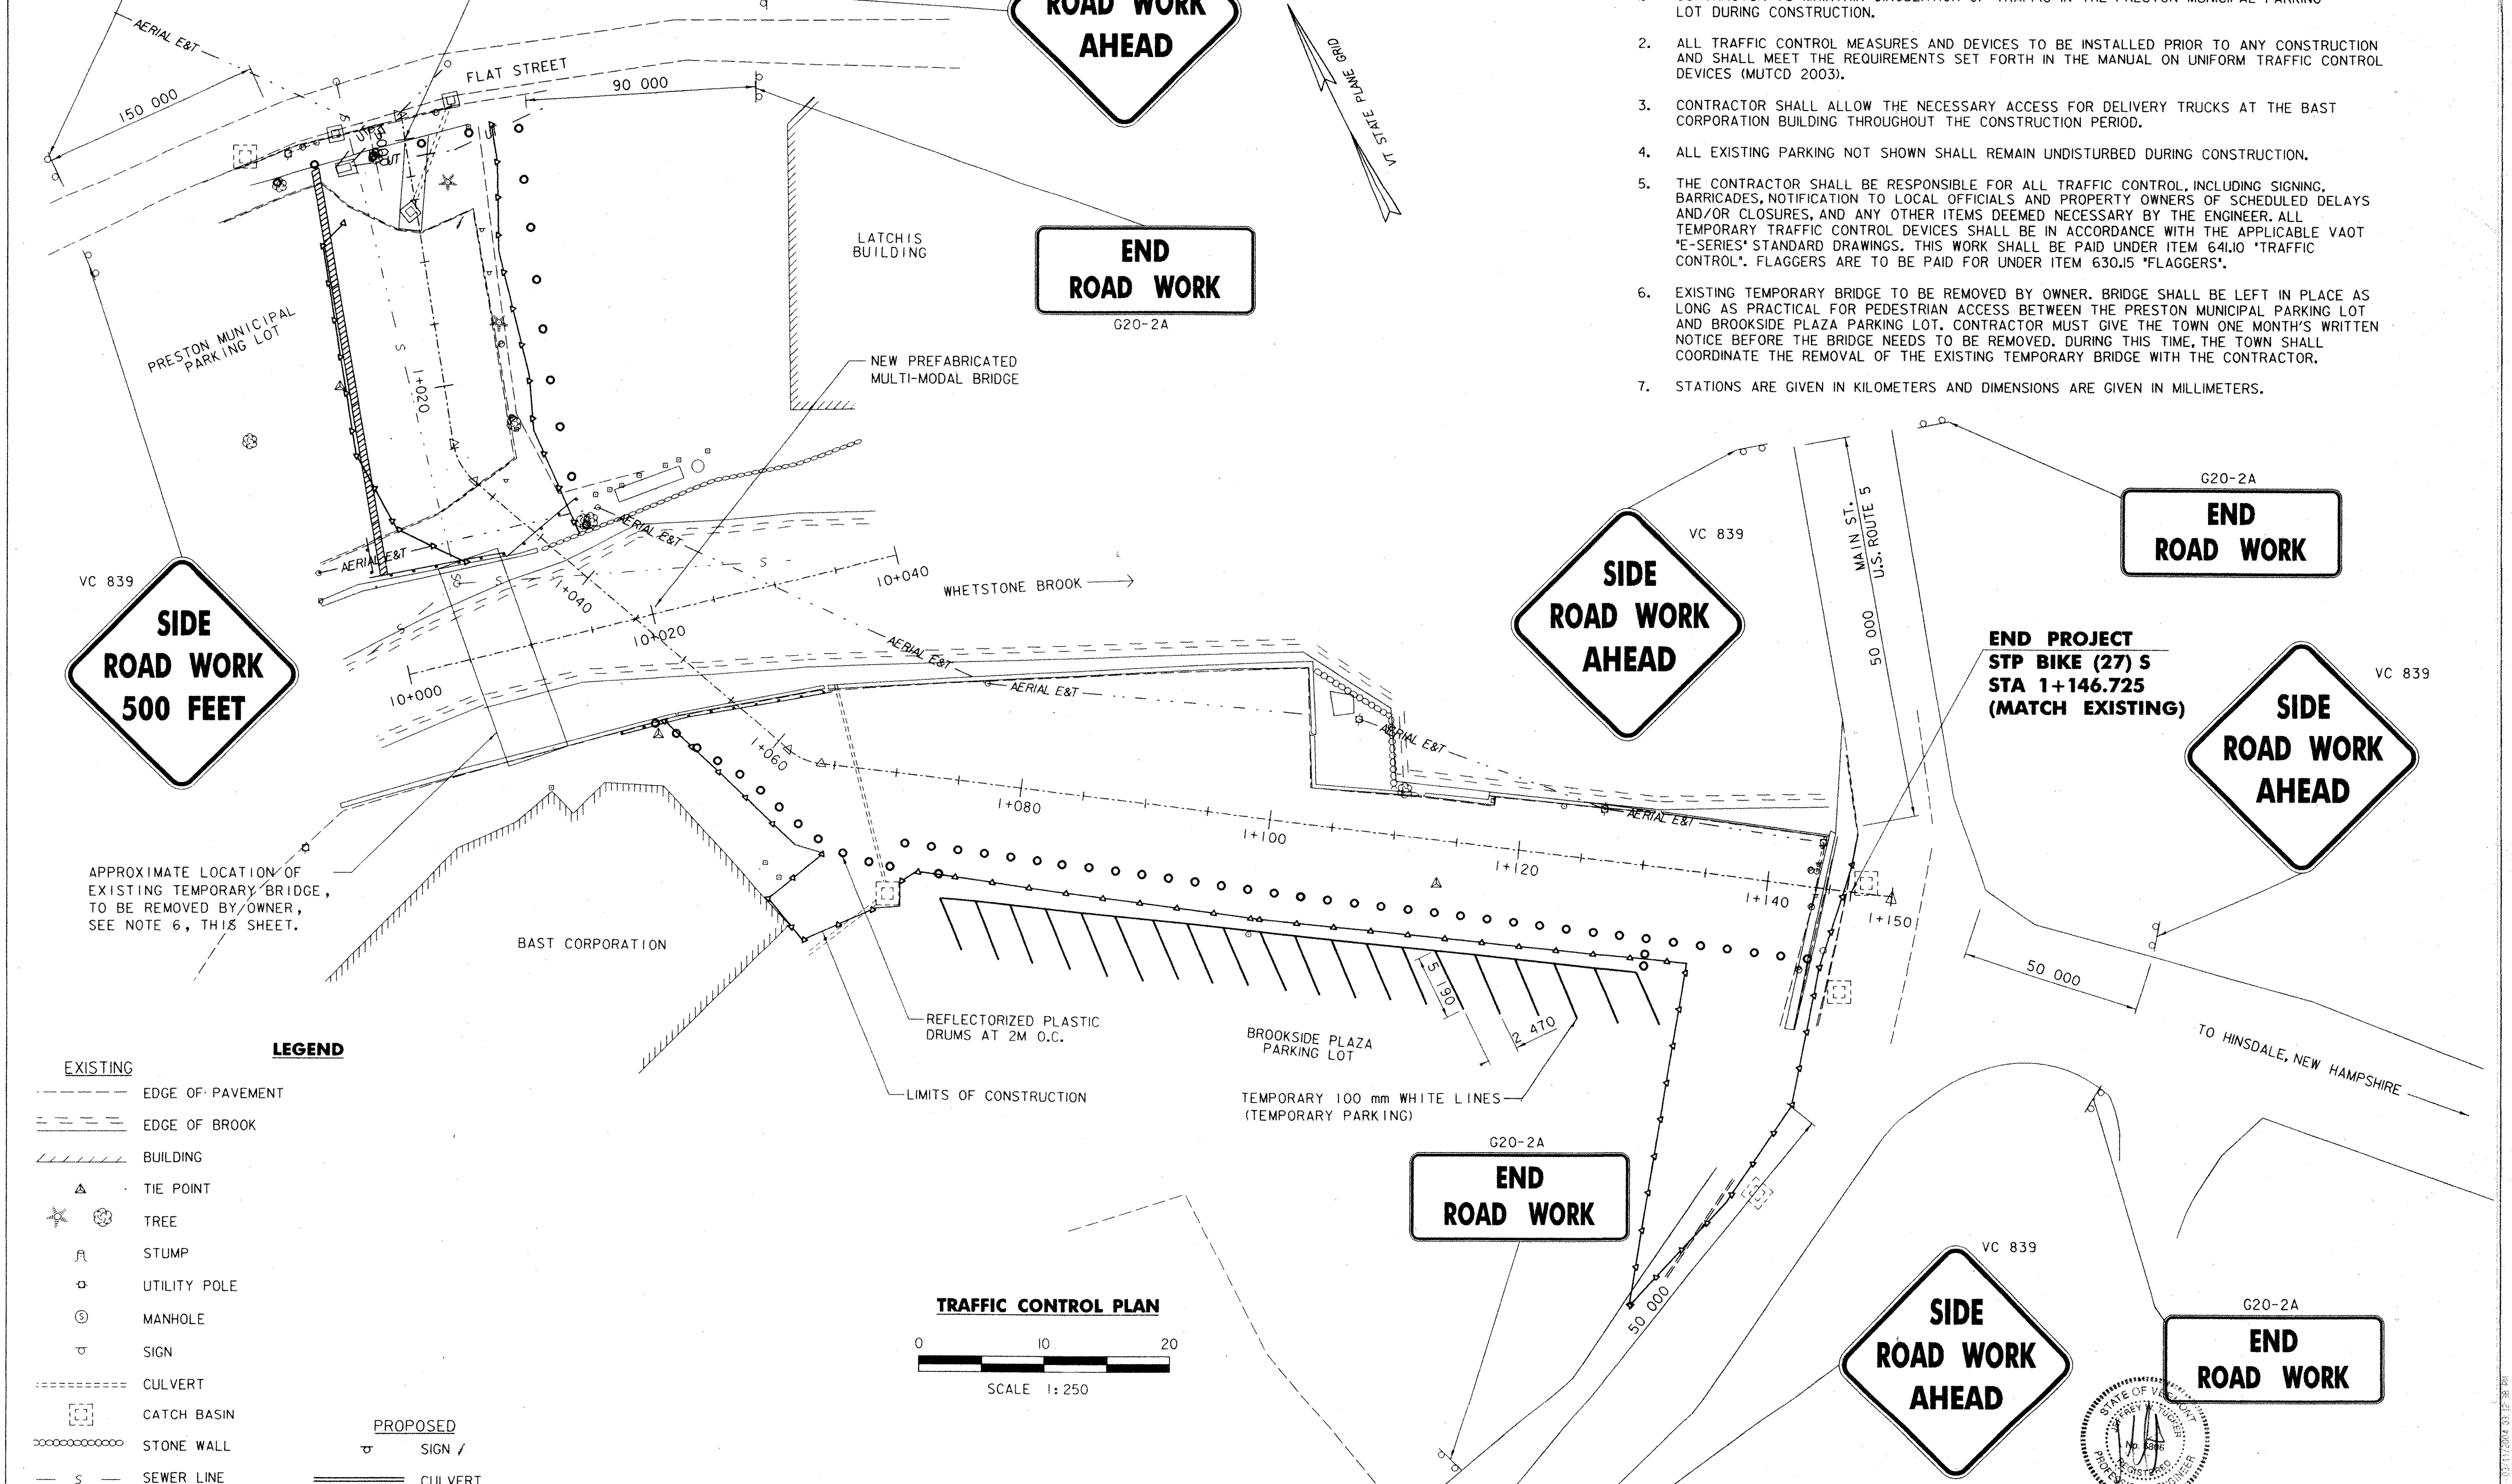 ROAD WORK
AHEAD
AERIAL E&T
FLAT STREET
150 000
90 000
VT STATE PLANE GRID
LOT DURING CONSTRUCTION.
2. ALL TRAFFIC CONTROL MEASURES AND DEVICES TO BE INSTALLED PRIOR TO ANY CONSTRUCTION
AND SHALL MEET THE REQUIREMENTS SET FORTH IN THE MANUAL ON UNIFORM TRAFFIC CONTROL
DEVICES (MUTCD 2003).
3. CONTRACTOR SHALL ALLOW THE NECESSARY ACCESS FOR DELIVERY TRUCKS AT THE BAST
CORPORATION BUILDING THROUGHOUT THE CONSTRUCTION PERIOD.
4. ALL EXISTING PARKING NOT SHOWN SHALL REMAIN UNDISTURBED DURING CONSTRUCTION.
5. THE CONTRACTOR SHALL BE RESPONSIBLE FOR ALL TRAFFIC CONTROL, INCLUDING SIGNING,
BARRICADES, NOTIFICATION TO LOCAL OFFICIALS AND PROPERTY OWNERS OF SCHEDULED DELAYS
AND/OR CLOSURES, AND ANY OTHER ITEMS DEEMED NECESSARY BY THE ENGINEER. ALL
TEMPORARY TRAFFIC CONTROL DEVICES SHALL BE IN ACCORDANCE WITH THE APPLICABLE VAOT
"E-SERIES" STANDARD DRAWINGS. THIS WORK SHALL BE PAID UNDER ITEM 641.10 "TRAFFIC
CONTROL". FLAGGERS ARE TO BE PAID FOR UNDER ITEM 630.15 "FLAGGERS".
6. EXISTING TEMPORARY BRIDGE TO BE REMOVED BY OWNER. BRIDGE SHALL BE LEFT IN PLACE AS
LONG AS PRACTICAL FOR PEDESTRIAN ACCESS BETWEEN THE PRESTON MUNICIPAL PARKING LOT
AND BROOKSIDE PLAZA PARKING LOT. CONTRACTOR MUST GIVE THE TOWN ONE MONTH'S WRITTEN
NOTICE BEFORE THE BRIDGE NEEDS TO BE REMOVED. DURING THIS TIME, THE TOWN SHALL
COORDINATE THE REMOVAL OF THE EXISTING TEMPORARY BRIDGE WITH THE CONTRACTOR.
7. STATIONS ARE GIVEN IN KILOMETERS AND DIMENSIONS ARE GIVEN IN MILLIMETERS.
LATCHIS
BUILDING
END
ROAD WORK
G20-2A
PRESTON MUNICIPAL
PARKING LOT
S
1+020
NEW PREFABRICATED
MULTI-MODAL BRIDGE
AERIAL E&T
AERIAL E&T
S
S
S
1+040
10+040
10+020
10+000
WHETSTONE BROOK
AERIAL E&T
AERIAL E&T
AERIAL E&T
AERIAL E&T
VC 839
SIDE
ROAD WORK
500 FEET
VC 839
SIDE
ROAD WORK
AHEAD
MAIN ST.
U.S. ROUTE 5
50 000
G20-2A
END
ROAD WORK
END PROJECT
STP BIKE (27) S
STA 1+146.725
(MATCH EXISTING)
VC 839
SIDE
ROAD WORK
AHEAD
1+060
1+080
1+100
1+120
1+140
1+150
APPROXIMATE LOCATION OF
EXISTING TEMPORARY BRIDGE,
TO BE REMOVED BY OWNER,
SEE NOTE 6, THIS SHEET.
BAST CORPORATION
REFLECTORIZED PLASTIC
DRUMS AT 2M O.C.
LIMITS OF CONSTRUCTION
BROOKSIDE PLAZA
PARKING LOT
5 190
2 470
TEMPORARY 100 mm WHITE LINES
(TEMPORARY PARKING)
50 000
TO HINSDALE, NEW HAMPSHIRE
G20-2A
END
ROAD WORK
50 000
VC 839
SIDE
ROAD WORK
AHEAD
G20-2A
END
ROAD WORK
LEGEND
EXISTING
EDGE OF PAVEMENT
EDGE OF BROOK
BUILDING
TIE POINT
TREE
STUMP
UTILITY POLE
S MANHOLE
SIGN
CULVERT
CATCH BASIN
STONE WALL
S SEWER LINE
PROPOSED
SIGN
CULVERT
TRAFFIC CONTROL PLAN
0 10 20
SCALE 1:250
STATE OF VERMONT
JEFFREY W. TUCKER
REGISTERED
PROFESSIONAL ENGINEER